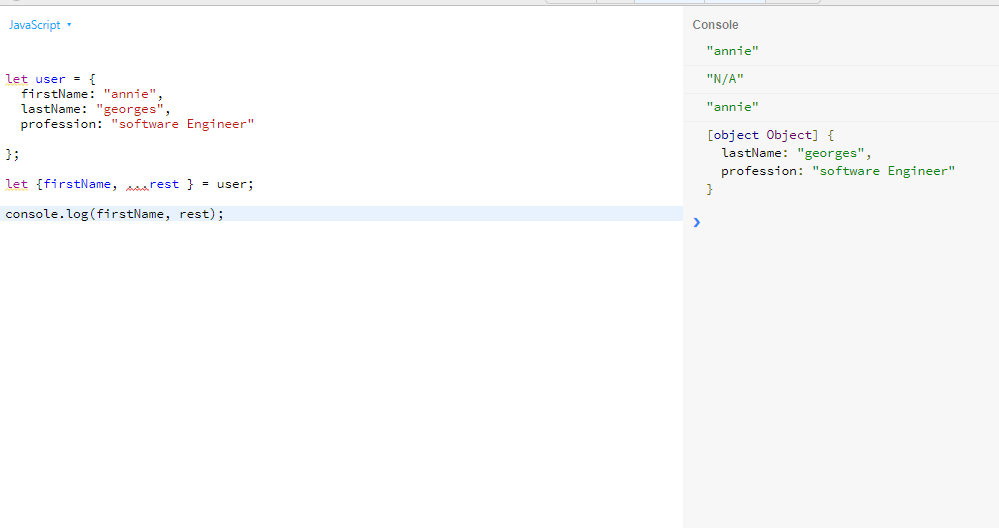 JavaScript
let user = {
firstName: "annie",
lastName: "georges",
profession: "software Engineer"
};
let {firstName, ...rest } = user;
console.log(firstName, rest);
Console
"annie"
"N/A"
"annie"
[object Object] {
lastName: "georges",
profession: "software Engineer"
}